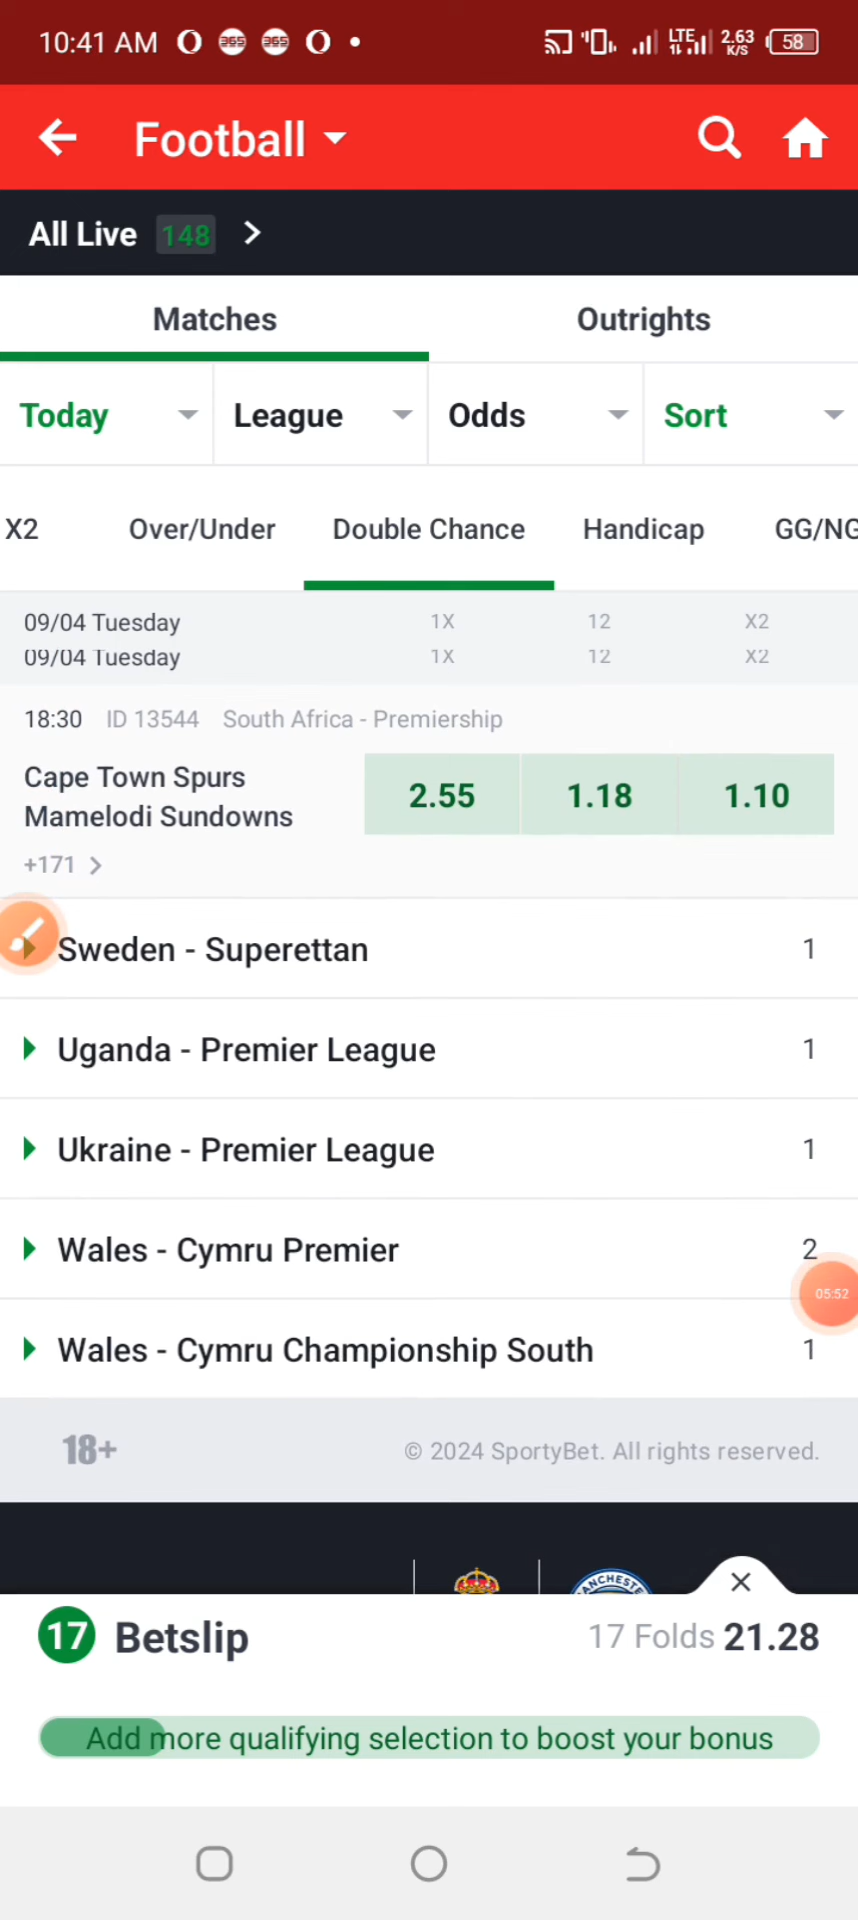 10:41 AM 365 365 LTE 2.63 K/S 58
Football
All Live 148
Matches Outrights
Today League Odds Sort
X2 Over/Under Double Chance Handicap GG/NG
09/04 Tuesday 1X 12 X2
09/04 Tuesday 1X 12 X2
18:30 ID 13544 South Africa - Premiership
Cape Town Spurs 2.55 1.18 1.10
Mamelodi Sundowns
+171
Sweden - Superettan 1
Uganda - Premier League 1
Ukraine - Premier League 1
Wales - Cymru Premier 2
05:52
Wales - Cymru Championship South 1
18+ © 2024 SportyBet. All rights reserved.
17 Betslip 17 Folds 21.28
Add more qualifying selection to boost your bonus